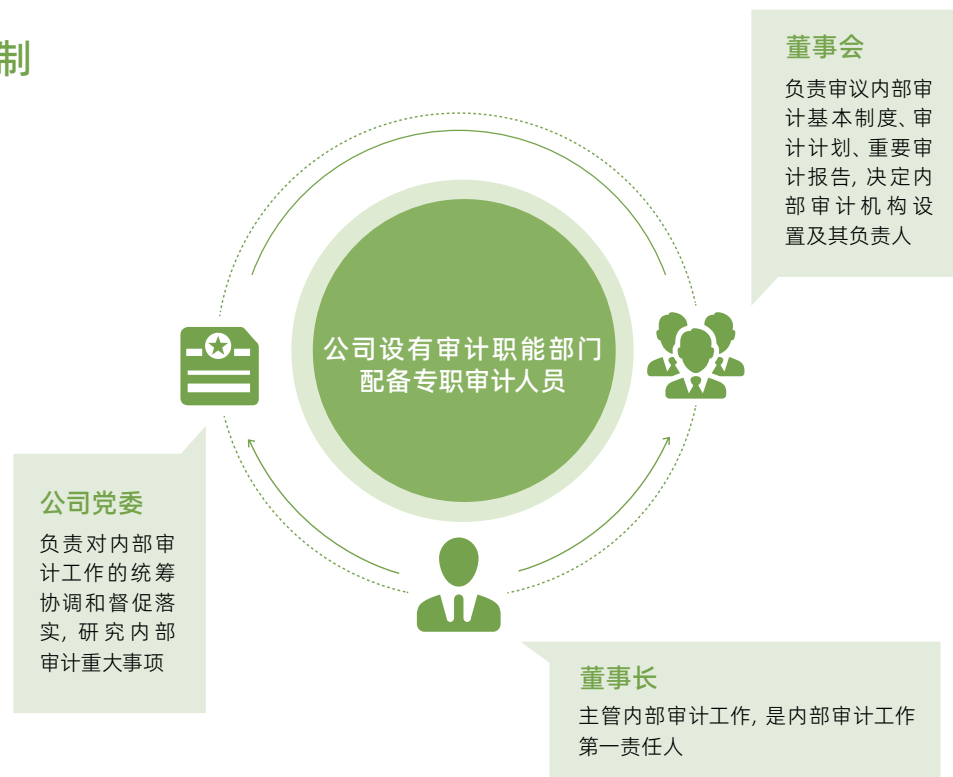 制
董事会
负责审议内部审
计基本制度、审
计计划、重要审
计报告, 决定内
部审计机构设
置及其负责人
公司设有审计职能部门
配备专职审计人员
公司党委
负责对内部审
计工作的统筹
协调和督促落
实, 研究内部
审计重大事项
董事长
主管内部审计工作, 是内部审计工作
第一责任人